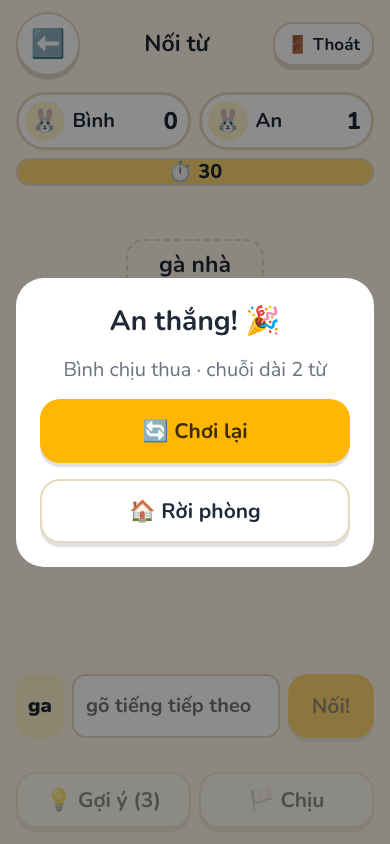 Nối từ
Thoát
Bình 0
An 1
30
gà nhà
An thắng! 🎉
Bình chịu thua · chuỗi dài 2 từ
Chơi lại
Rời phòng
ga
gõ tiếng tiếp theo
Nối!
Gợi ý (3)
Chịu